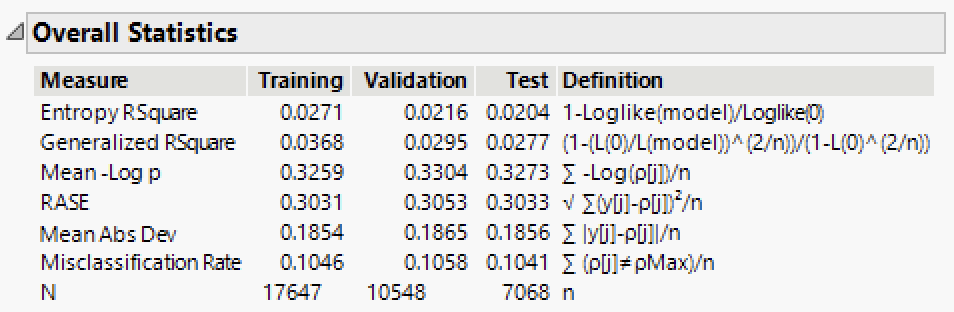 Overall Statistics
Measure Training Validation Test Definition
Entropy RSquare 0.0271 0.0216 0.0204 1-Loglike(model)/Loglike(0)
Generalized RSquare 0.0368 0.0295 0.0277 (1-(L(0)/L(model))^(2/n))/(1-L(0)^(2/n))
Mean -Log p 0.3259 0.3304 0.3273 ∑ -Log(ρ[j])/n
RASE 0.3031 0.3053 0.3033 √ ∑(y[j]-ρ[j])²/n
Mean Abs Dev 0.1854 0.1865 0.1856 ∑ |y[j]-ρ[j]|/n
Misclassification Rate 0.1046 0.1058 0.1041 ∑ (ρ[j]≠ρMax)/n
N 17647 10548 7068 n